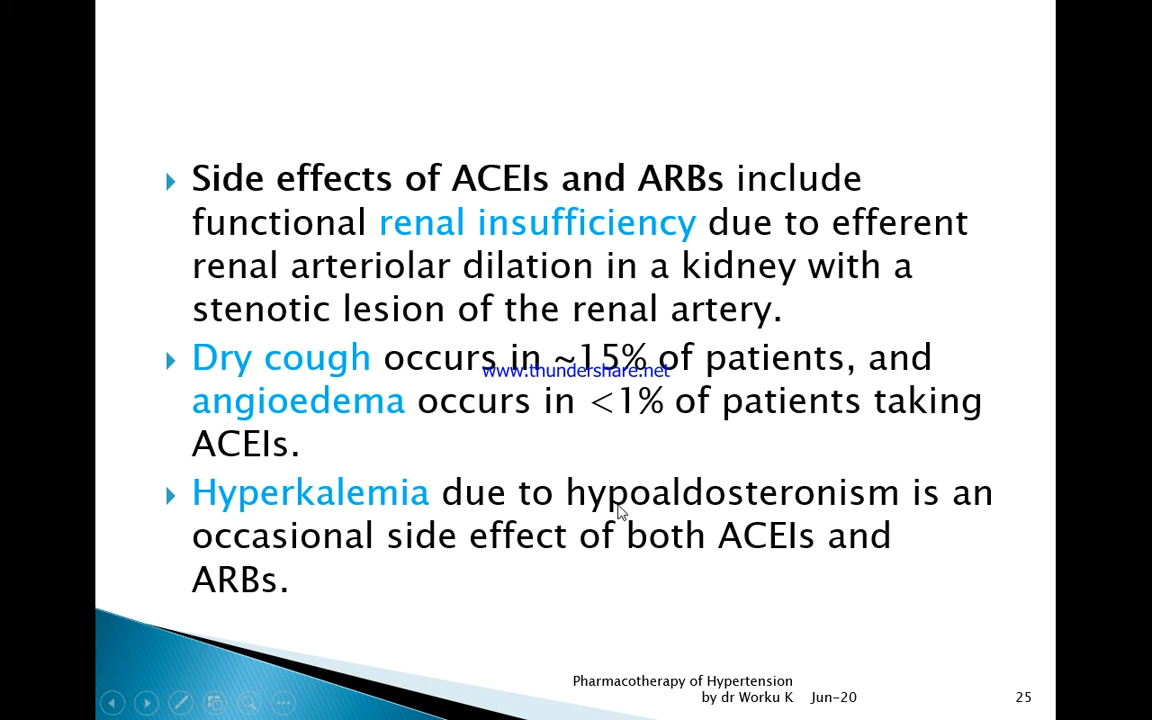 Side effects of ACEIs and ARBs include
functional renal insufficiency due to efferent
renal arteriolar dilation in a kidney with a
stenotic lesion of the renal artery.
Dry cough occurs in ~15% of patients, and
www.thundershare.net
angioedema occurs in <1% of patients taking
ACEIs.
Hyperkalemia due to hypoaldosteronism is an
occasional side effect of both ACEIs and
ARBs.
Pharmacotherapy of Hypertension
by dr Worku K Jun-20 25